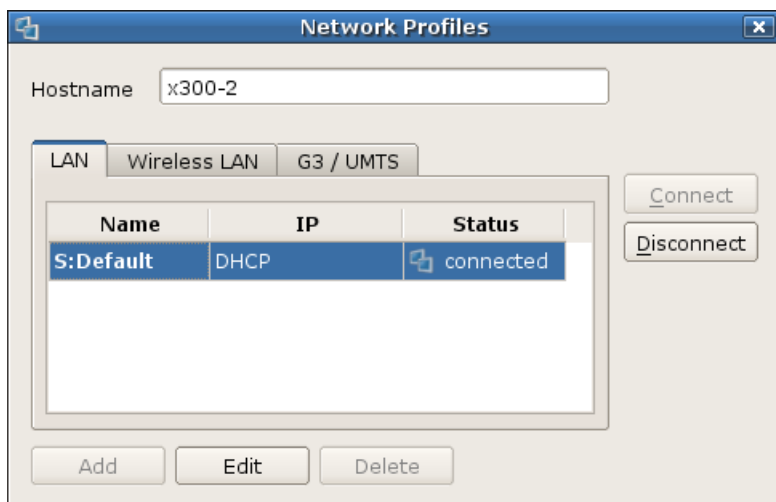 Network Profiles
Hostname x300-2
LAN Wireless LAN G3 / UMTS
Connect
Name IP Status
Disconnect
S:Default DHCP connected
Add Edit Delete